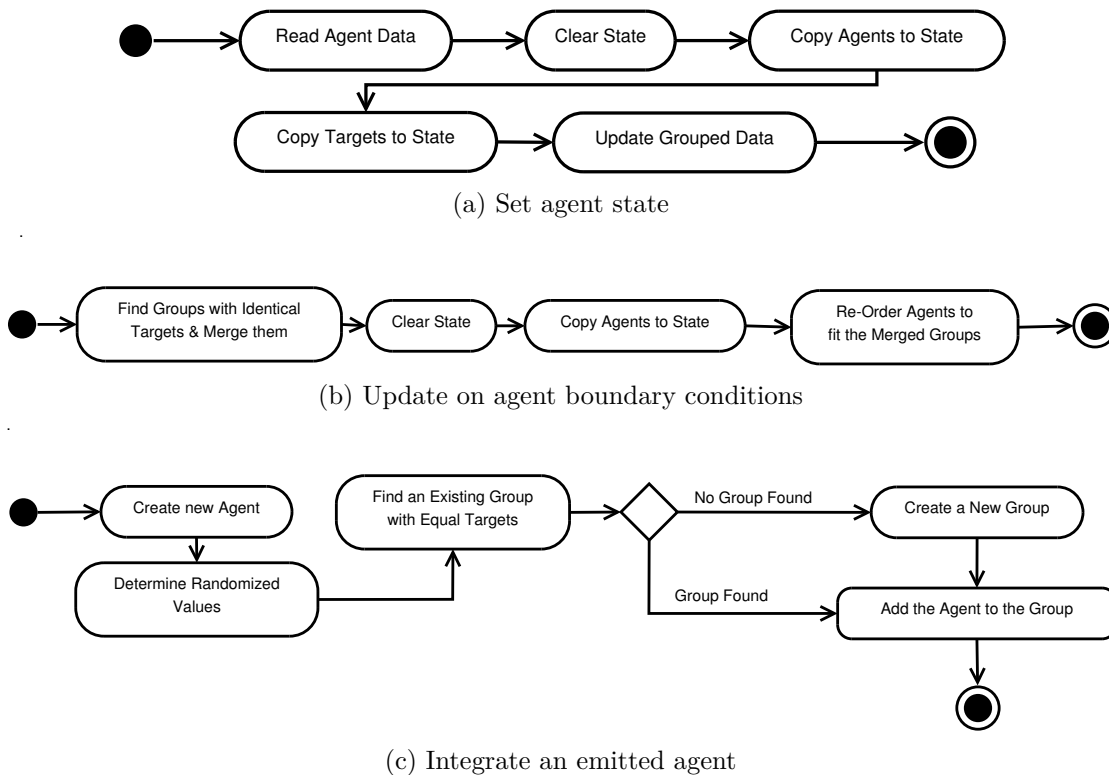 Read Agent Data
Clear State
Copy Agents to State
Copy Targets to State
Update Grouped Data
(a) Set agent state
Find Groups with Identical
Targets & Merge them
Clear State
Copy Agents to State
Re-Order Agents to
fit the Merged Groups
(b) Update on agent boundary conditions
Create new Agent
Determine Randomized
Values
Find an Existing Group
with Equal Targets
No Group Found
Group Found
Create a New Group
Add the Agent to the Group
(c) Integrate an emitted agent